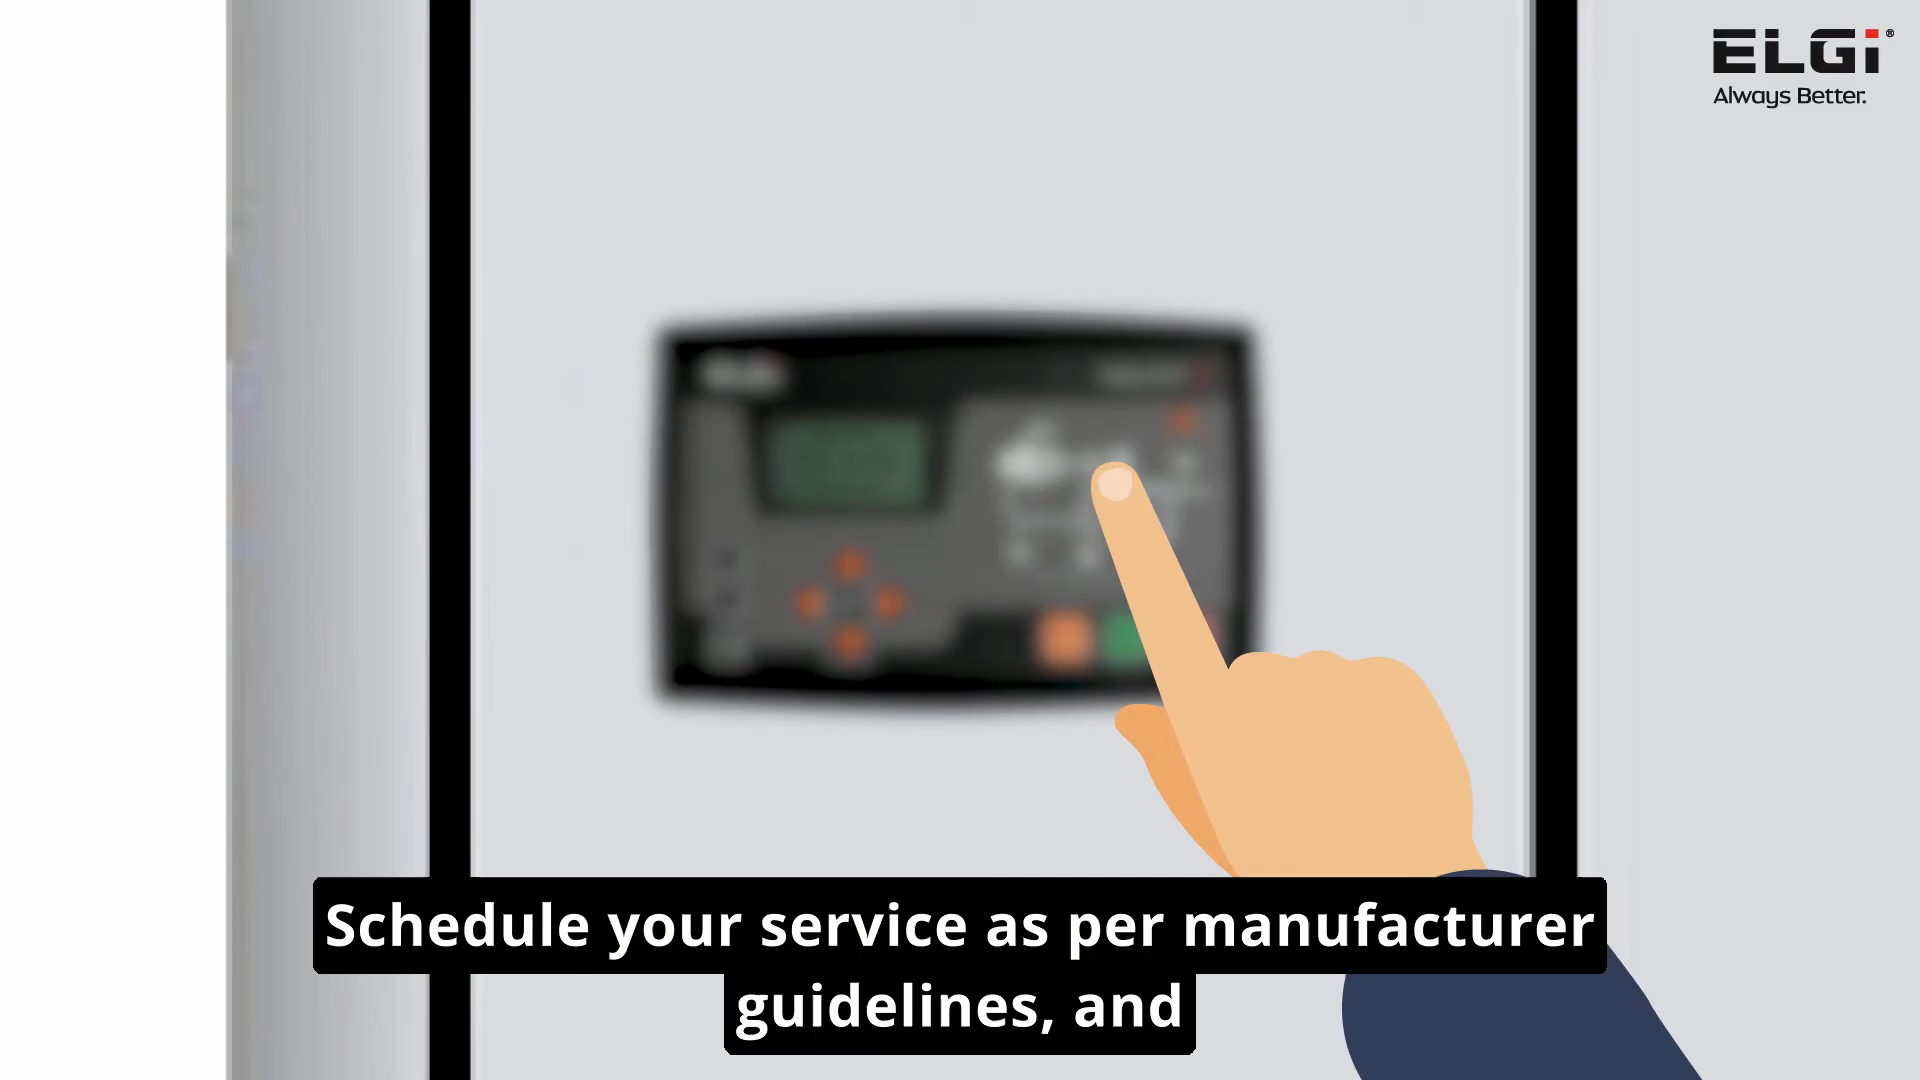 ELGi®
Always Better.
Schedule your service as per manufacturer
guidelines, and